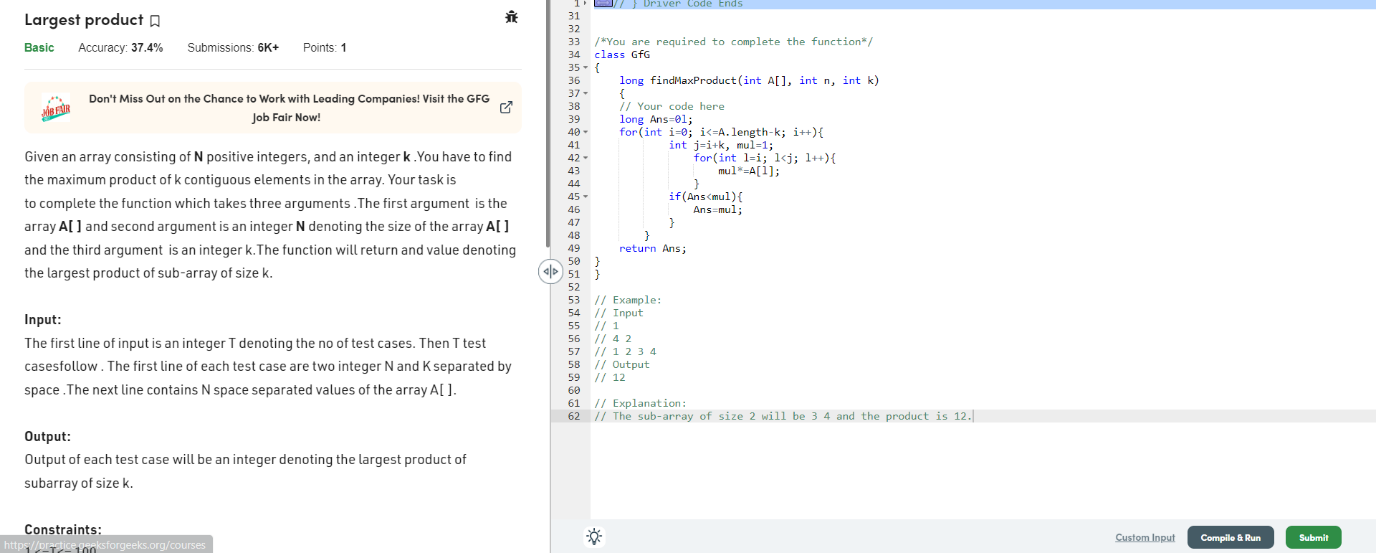 Largest product
Basic Accuracy: 37.4% Submissions: 6K+ Points: 1
JOB FAIR
Don't Miss Out on the Chance to Work with Leading Companies! Visit the GFG
Job Fair Now!
Given an array consisting of N positive integers, and an integer k .You have to find
the maximum product of k contiguous elements in the array. Your task is
to complete the function which takes three arguments .The first argument is the
array A[ ] and second argument is an integer N denoting the size of the array A[ ]
and the third argument is an integer k.The function will return and value denoting
the largest product of sub-array of size k.
Input:
The first line of input is an integer T denoting the no of test cases. Then T test
casesfollow . The first line of each test case are two integer N and K separated by
space .The next line contains N space separated values of the array A[ ].
Output:
Output of each test case will be an integer denoting the largest product of
subarray of size k.
Constraints:
1<=T<=100
https://practice.geeksforgeeks.org/courses
1 // } Driver Code Ends
31
32
33 /*You are required to complete the function*/
34 class GfG
35 {
36 long findMaxProduct(int A[], int n, int k)
37 {
38 // Your code here
39 long Ans=0l;
40 for(int i=0; i<=A.length-k; i++){
41 int j=i+k, mul=1;
42 for(int l=i; l<j; l++){
43 mul*=A[l];
44 }
45 if(Ans<mul){
46 Ans=mul;
47 }
48 }
49 return Ans;
50 }
51 }
52
53 // Example:
54 // Input
55 // 1
56 // 4 2
57 // 1 2 3 4
58 // Output
59 // 12
60
61 // Explanation:
62 // The sub-array of size 2 will be 3 4 and the product is 12.
Custom Input Compile & Run Submit